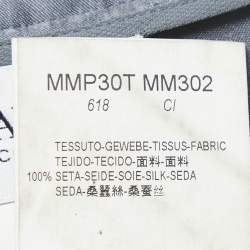 MMP30T MM302
618 CI
TESSUTO-GEWEBE-TISSUS-FABRIC
TEJIDO-TECIDO-面料-面料
100% SETA-SEIDE-SOIE-SILK-SEDA
SEDA-桑蠶絲-桑蚕丝
A
C